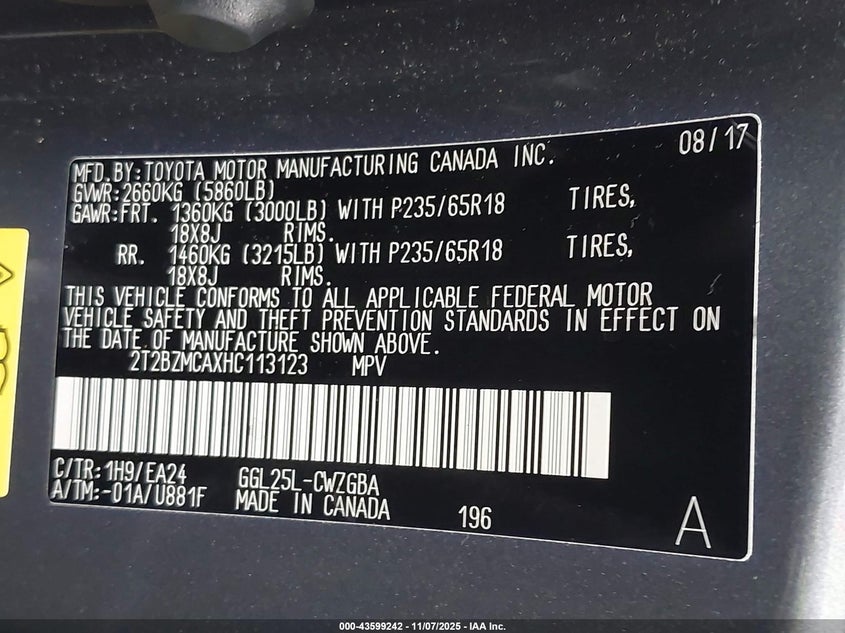 08/17
MFD.BY:TOYOTA MOTOR MANUFACTURING CANADA INC.
GVWR:2660KG (5860LB)
GAWR:FRT. 1360KG (3000LB) WITH P235/65R18 TIRES,
18X8J RIMS.
RR. 1460KG (3215LB) WITH P235/65R18 TIRES,
18X8J RIMS.
THIS VEHICLE CONFORMS TO ALL APPLICABLE FEDERAL MOTOR
VEHICLE SAFETY AND THEFT PREVENTION STANDARDS IN EFFECT ON
THE DATE OF MANUFACTURE SHOWN ABOVE.
2T2BZMCAXHC113123 MPV
C/TR:1H9/EA24 GGL25L-CWZGBA
A/TM:-01A/U881F MADE IN CANADA 196 A
000-43599242 - 11/07/2025 - IAA Inc.